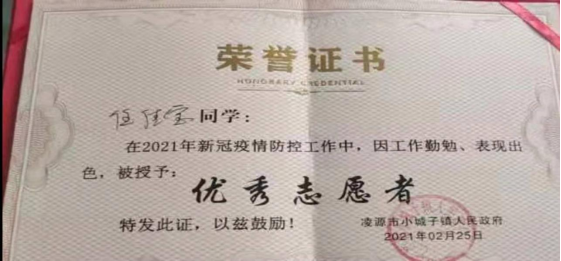 荣誉证书
HONORARY CREDENTIAL
任佳宝同学：
在2021年新冠疫情防控工作中，因工作勤勉、表现出
色，被授予：
优秀志愿者
特发此证，以兹鼓励！
凌源市小城子镇人民政府
2021年02月25日